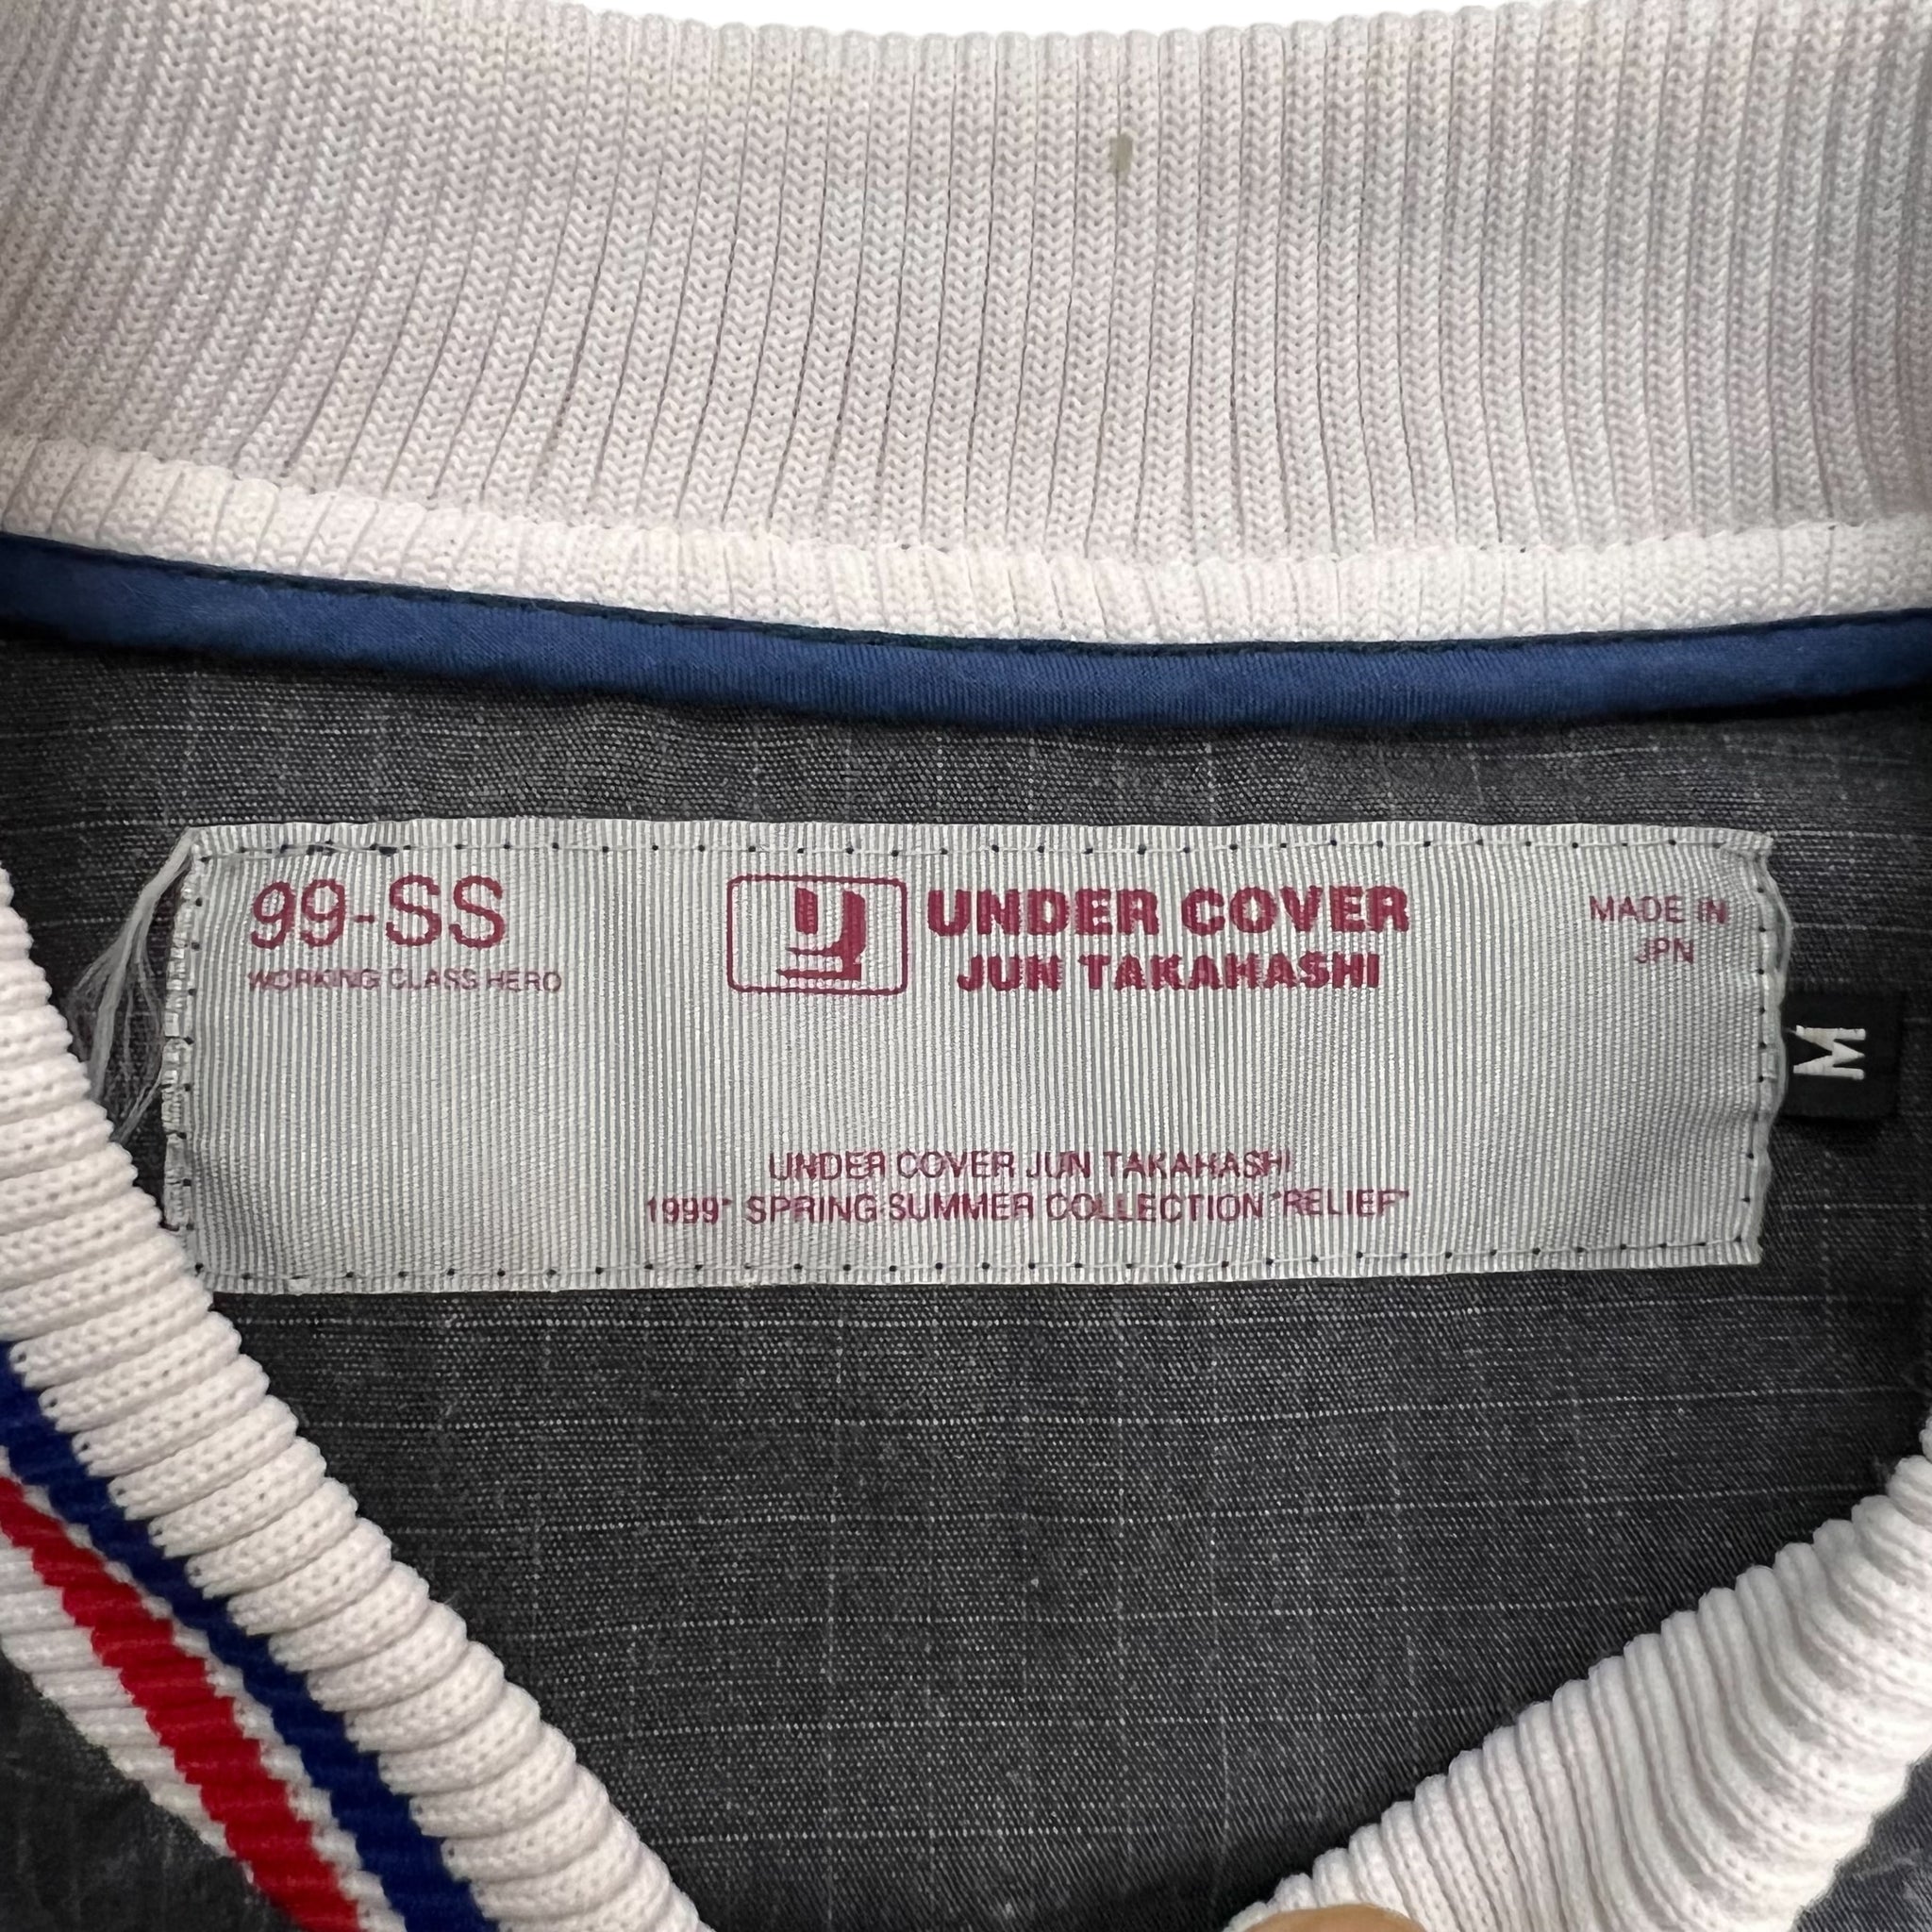 99-SS
WORKING CLASS HERO
U UNDER COVER
JUN TAKAHASHI
MADE IN
JPN
M
UNDER COVER JUN TAKAHASHI
1999" SPRING·SUMMER COLLECTION "RELIEF"